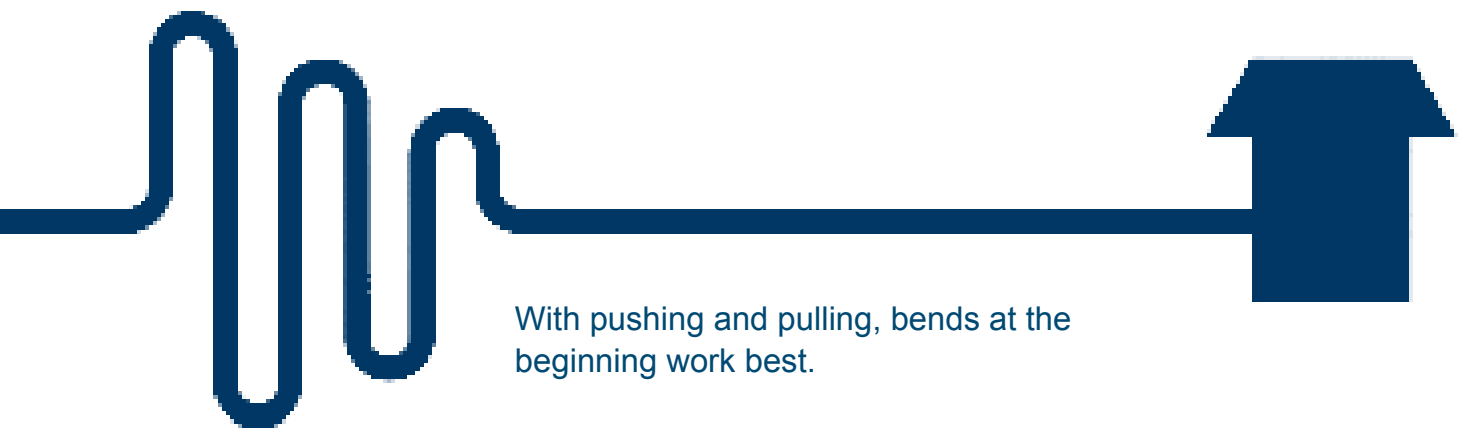 With pushing and pulling, bends at the
beginning work best.